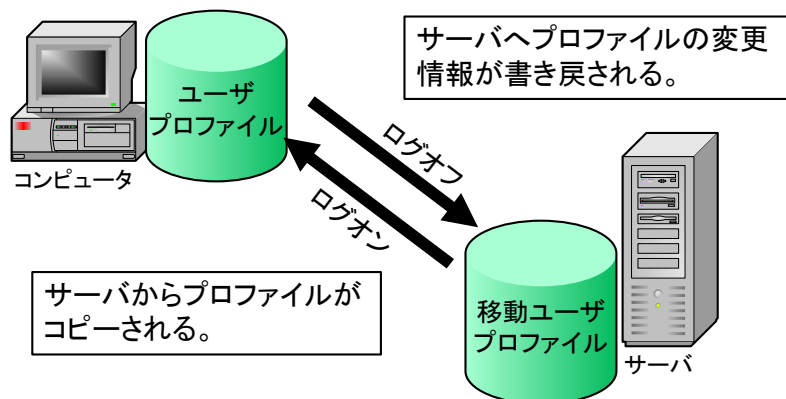 サーバへプロファイルの変更
情報が書き戻される。
ユーザ
プロファイル
コンピュータ
ログオフ
ログオン
サーバからプロファイルが
コピーされる。
移動ユーザ
プロファイル
サーバ